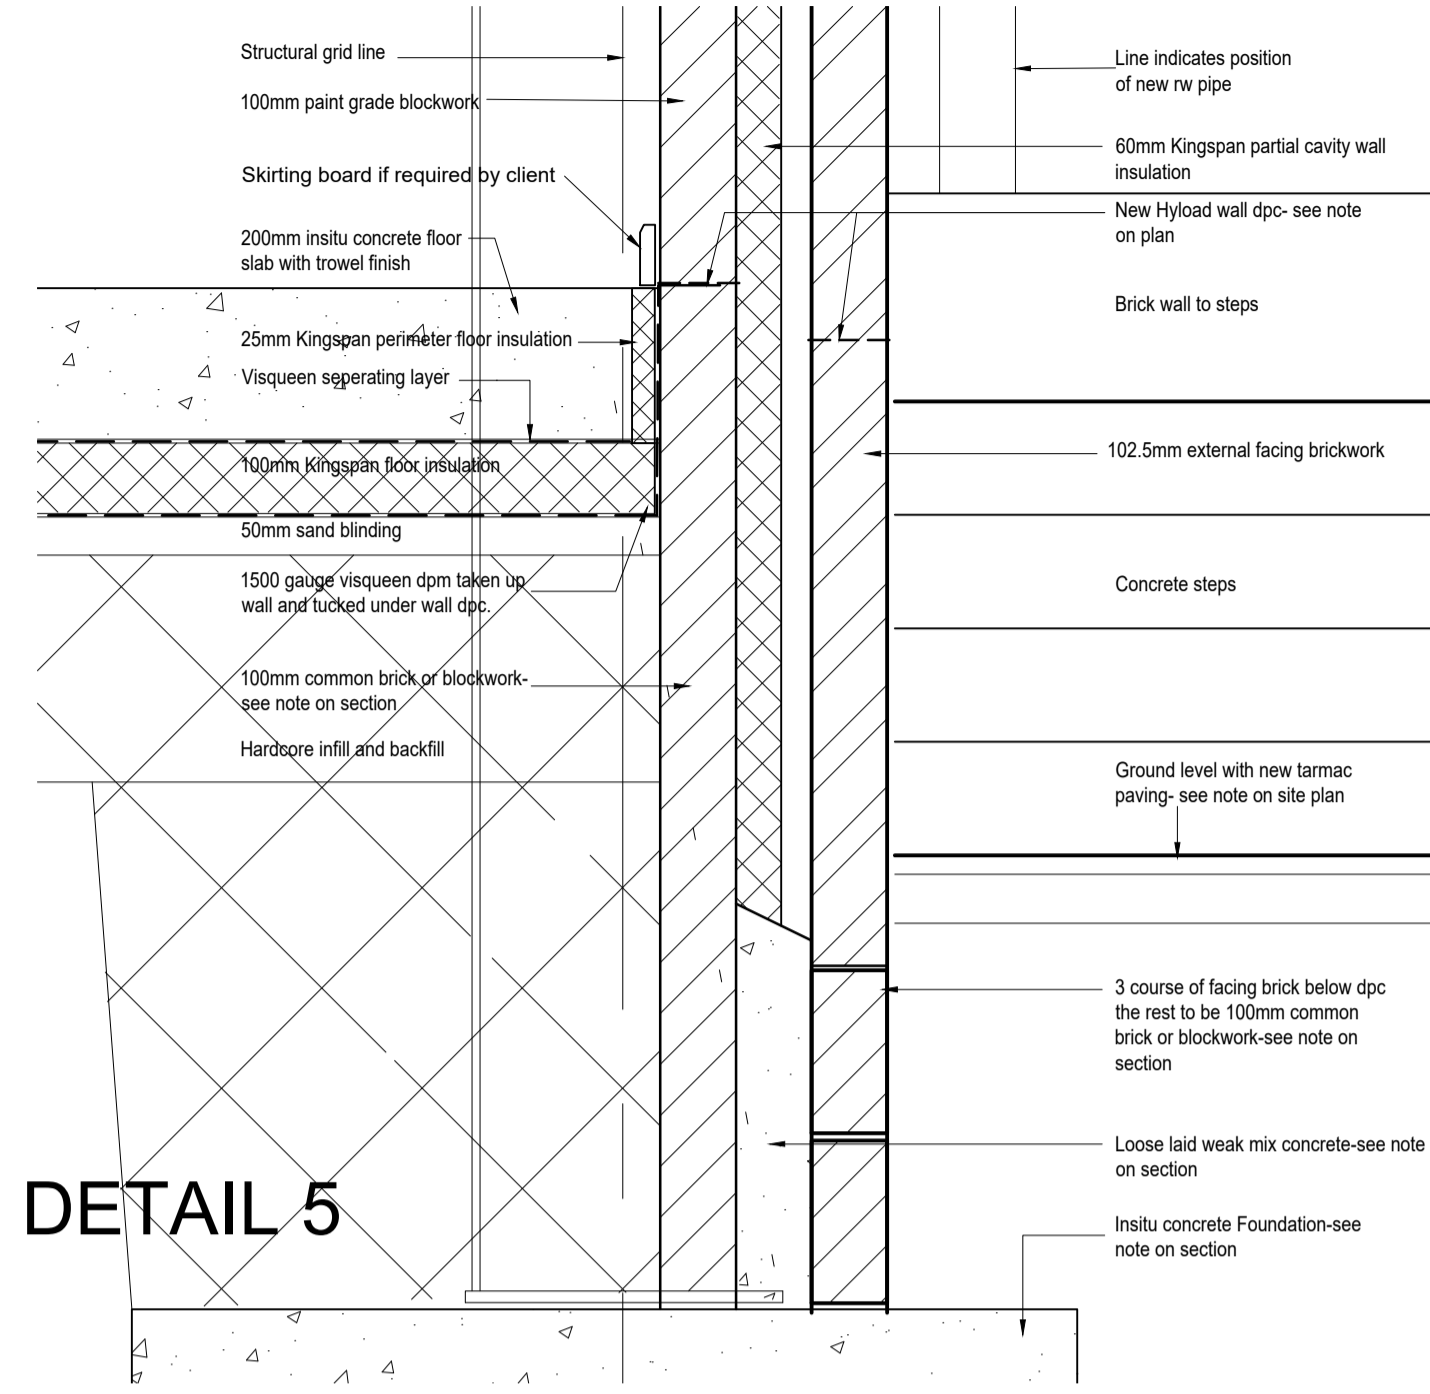 Structural grid line
100mm paint grade blockwork
Skirting board if required by client
200mm insitu concrete floor
slab with trowel finish
25mm Kingspan perimeter floor insulation
Visqueen seperating layer
100mm Kingspan floor insulation
50mm sand blinding
1500 gauge visqueen dpm taken up
wall and tucked under wall dpc.
100mm common brick or blockwork-
see note on section
Hardcore infill and backfill
DETAIL 5
Line indicates position
of new rw pipe
60mm Kingspan partial cavity wall
insulation
New Hyload wall dpc- see note
on plan
Brick wall to steps
102.5mm external facing brickwork
Concrete steps
Ground level with new tarmac
paving- see note on site plan
3 course of facing brick below dpc
the rest to be 100mm common
brick or blockwork-see note on
section
Loose laid weak mix concrete-see note
on section
Insitu concrete Foundation-see
note on section